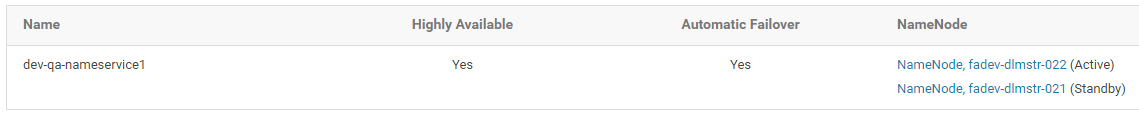 Name Highly Available Automatic Failover NameNode
dev-qa-nameservice1 Yes Yes NameNode, fadev-dlmstr-022 (Active)
NameNode, fadev-dlmstr-021 (Standby)